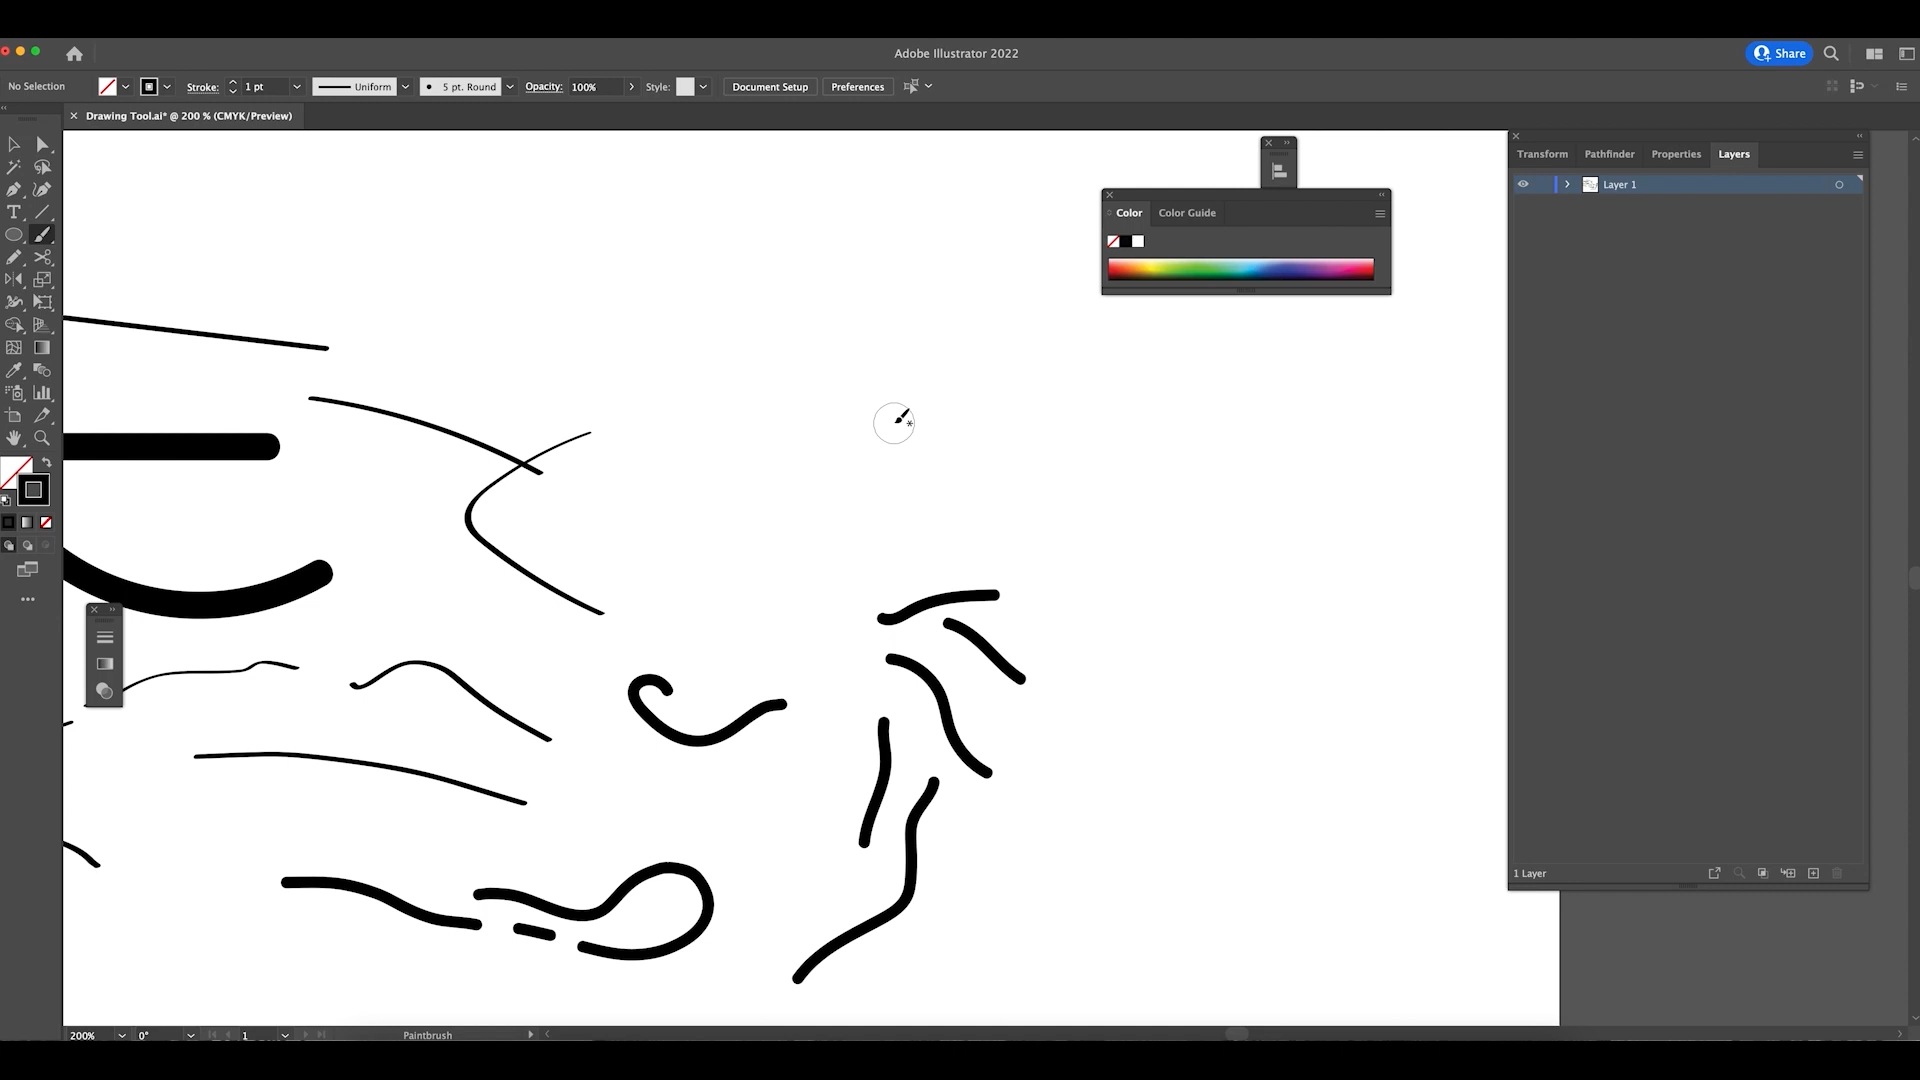 Adobe Illustrator 2022
Share
No Selection
Stroke:
1 pt
Uniform
5 pt. Round
Opacity:
100%
Style:
Document Setup
Preferences
Drawing Tool.ai* @ 200 % (CMYK/Preview)
Transform
Pathfinder
Properties
Layers
Layer 1
Color
Color Guide
1 Layer
200%
0°
1
Paintbrush